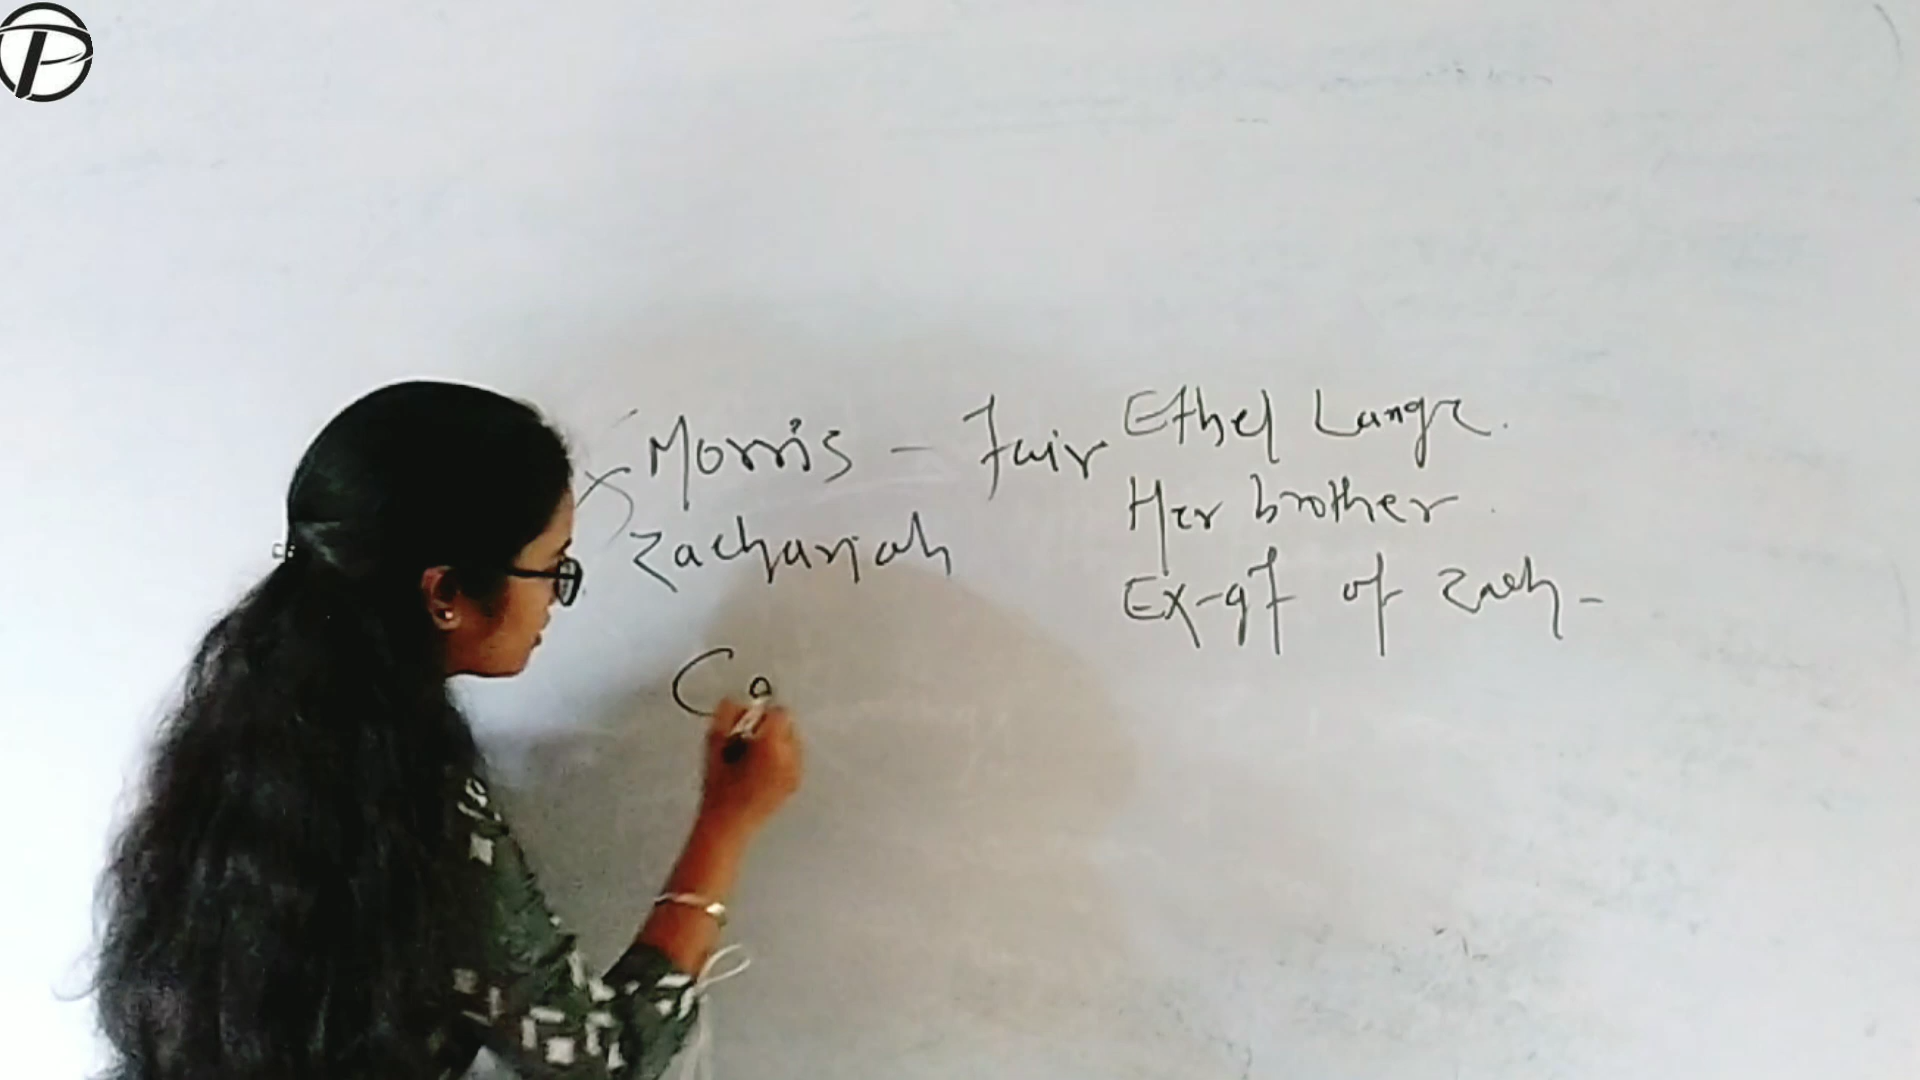 Morris - Fair
Zachariah
Ethel Lange.
Her brother.
Ex-gf of Zach -
Ca